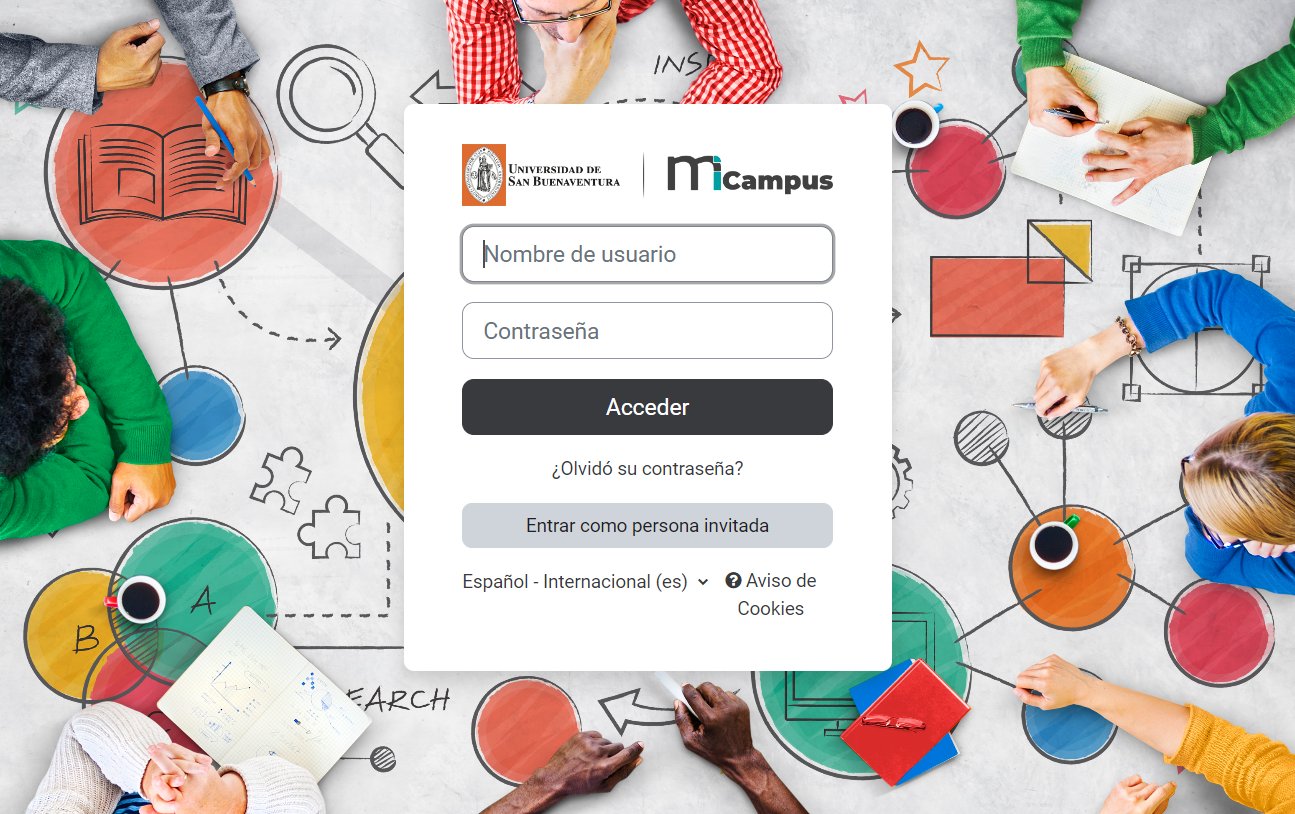 INS
UNIVERSIDAD DE
SAN BUENAVENTURA
miCampus
Nombre de usuario
Contraseña
Acceder
¿Olvidó su contraseña?
Entrar como persona invitada
Español - Internacional (es)
Aviso de
Cookies
A
B
EARCH